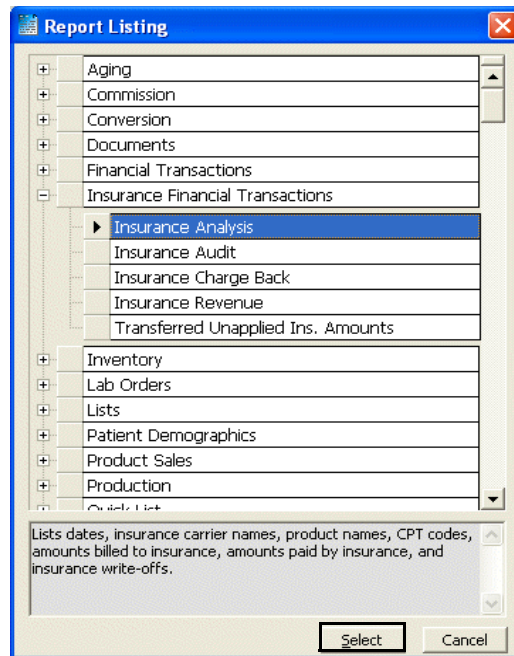 Report Listing
Aging
Commission
Conversion
Documents
Financial Transactions
Insurance Financial Transactions
Insurance Analysis
Insurance Audit
Insurance Charge Back
Insurance Revenue
Transferred Unapplied Ins. Amounts
Inventory
Lab Orders
Lists
Patient Demographics
Product Sales
Production
Quick List
Lists dates, insurance carrier names, product names, CPT codes,
amounts billed to insurance, amounts paid by insurance, and
insurance write-offs.
Select
Cancel